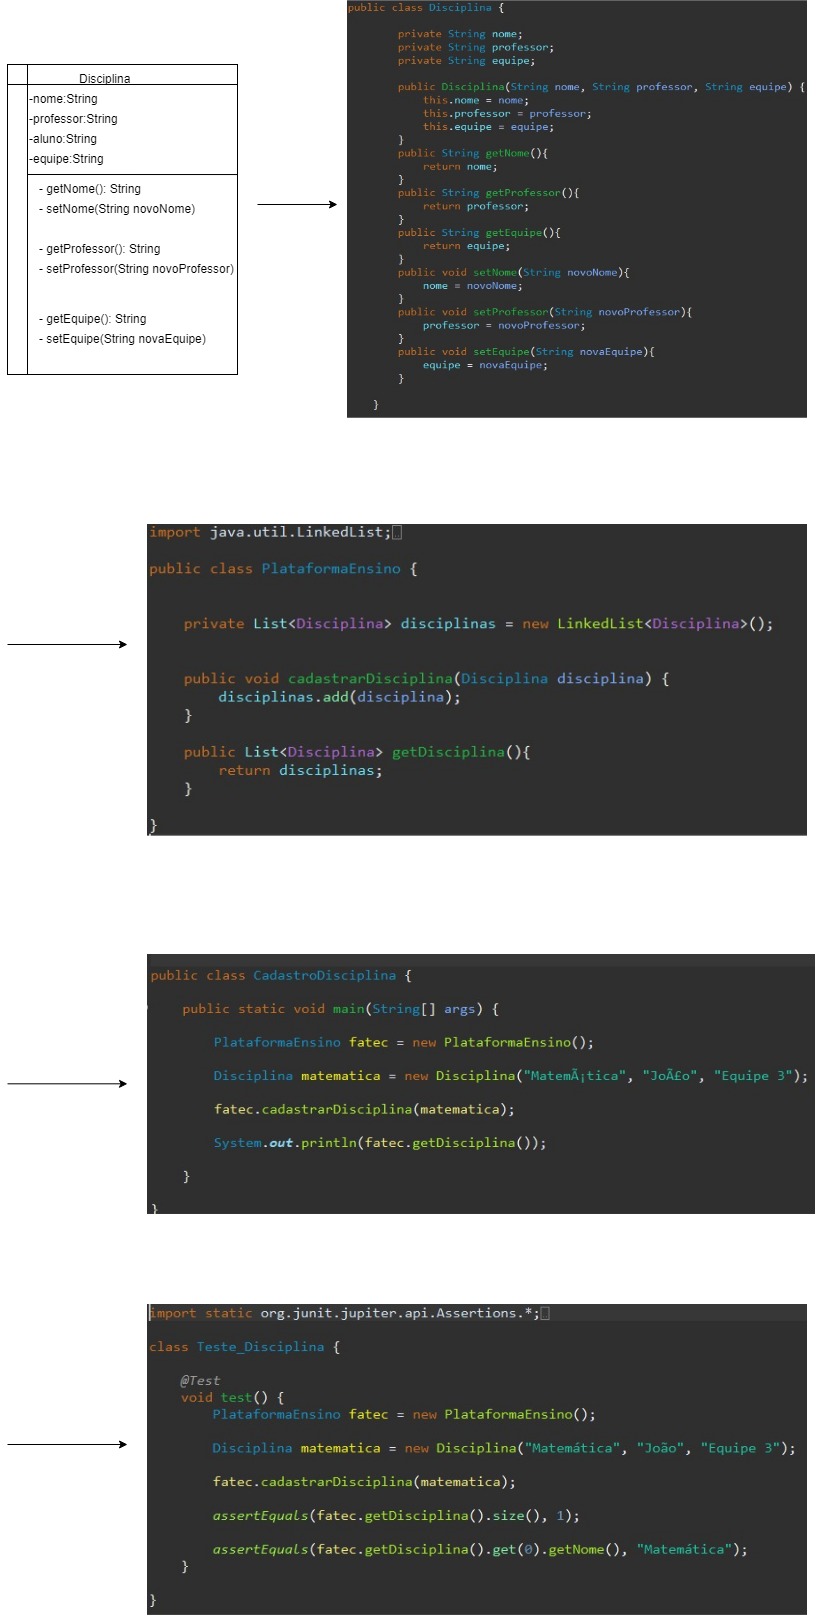 Disciplina
-nome:String
-professor:String
-aluno:String
-equipe:String
- getNome(): String
- setNome(String novoNome)
- getProfessor(): String
- setProfessor(String novoProfessor)
- getEquipe(): String
- setEquipe(String novaEquipe)
public class Disciplina {
private String nome;
private String professor;
private String equipe;
public Disciplina(String nome, String professor, String equipe) {
this.nome = nome;
this.professor = professor;
this.equipe = equipe;
}
public String getNome(){
return nome;
}
public String getProfessor(){
return professor;
}
public String getEquipe(){
return equipe;
}
public void setNome(String novoNome){
nome = novoNome;
}
public void setProfessor(String novoProfessor){
professor = novoProfessor;
}
public void setEquipe(String novaEquipe){
equipe = novaEquipe;
}
}
import java.util.LinkedList;
public class PlataformaEnsino {
private List<Disciplina> disciplinas = new LinkedList<Disciplina>();
public void cadastrarDisciplina(Disciplina disciplina) {
disciplinas.add(disciplina);
}
public List<Disciplina> getDisciplina(){
return disciplinas;
}
}
public class CadastroDisciplina {
public static void main(String[] args) {
PlataformaEnsino fatec = new PlataformaEnsino();
Disciplina matematica = new Disciplina("MatemÃ¡tica", "JoÃ£o", "Equipe 3");
fatec.cadastrarDisciplina(matematica);
System.out.println(fatec.getDisciplina());
}
}
import static org.junit.jupiter.api.Assertions.*;
class Teste_Disciplina {
@Test
void test() {
PlataformaEnsino fatec = new PlataformaEnsino();
Disciplina matematica = new Disciplina("Matemática", "João", "Equipe 3");
fatec.cadastrarDisciplina(matematica);
assertEquals(fatec.getDisciplina().size(), 1);
assertEquals(fatec.getDisciplina().get(0).getNome(), "Matemática");
}
}